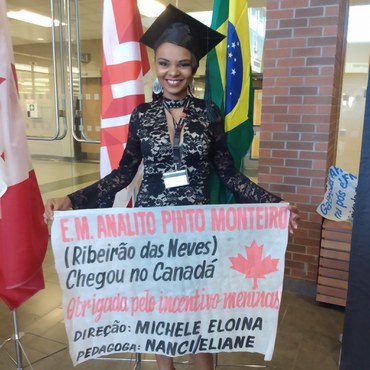 E.M. ANALITO PINTO MONTEIRO
(Ribeirão das Neves)
Chegou no Canadá
Obrigada pelo incentivo meninas
DIREÇÃO: MICHELE ELOINA
PEDAGOGA: NANCI/ELIANE